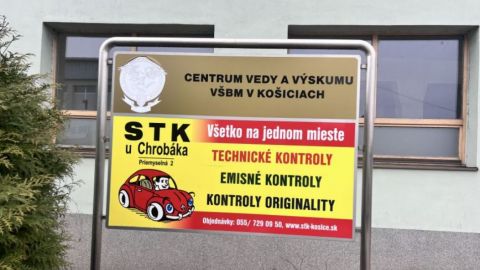 CENTRUM VEDY A VÝSKUMU
VŠBM V KOŠICIACH
STK
u Chrobáka
Priemyselná 2
Všetko na jednom mieste
TECHNICKÉ KONTROLY
EMISNÉ KONTROLY
KONTROLY ORIGINALITY
Objednávky: 055/ 729 09 50, www.stk-kosice.sk